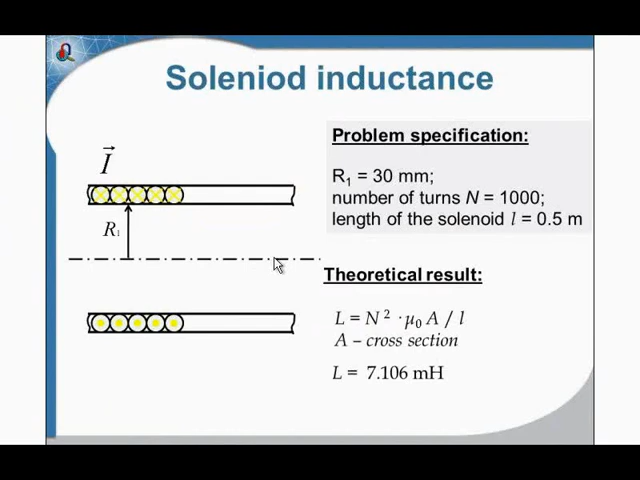 Soleniod inductance
Problem specification:
R₁ = 30 mm;
number of turns N = 1000;
length of the solenoid l = 0.5 m
I
R₁
Theoretical result:
L = N² · μ₀ A / l
A – cross section
L = 7.106 mH